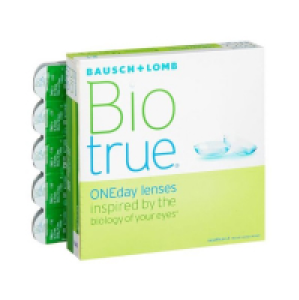 BAUSCH + LOMB
Bio
true®
ONEday lenses
inspired by the
biology of your eyes*